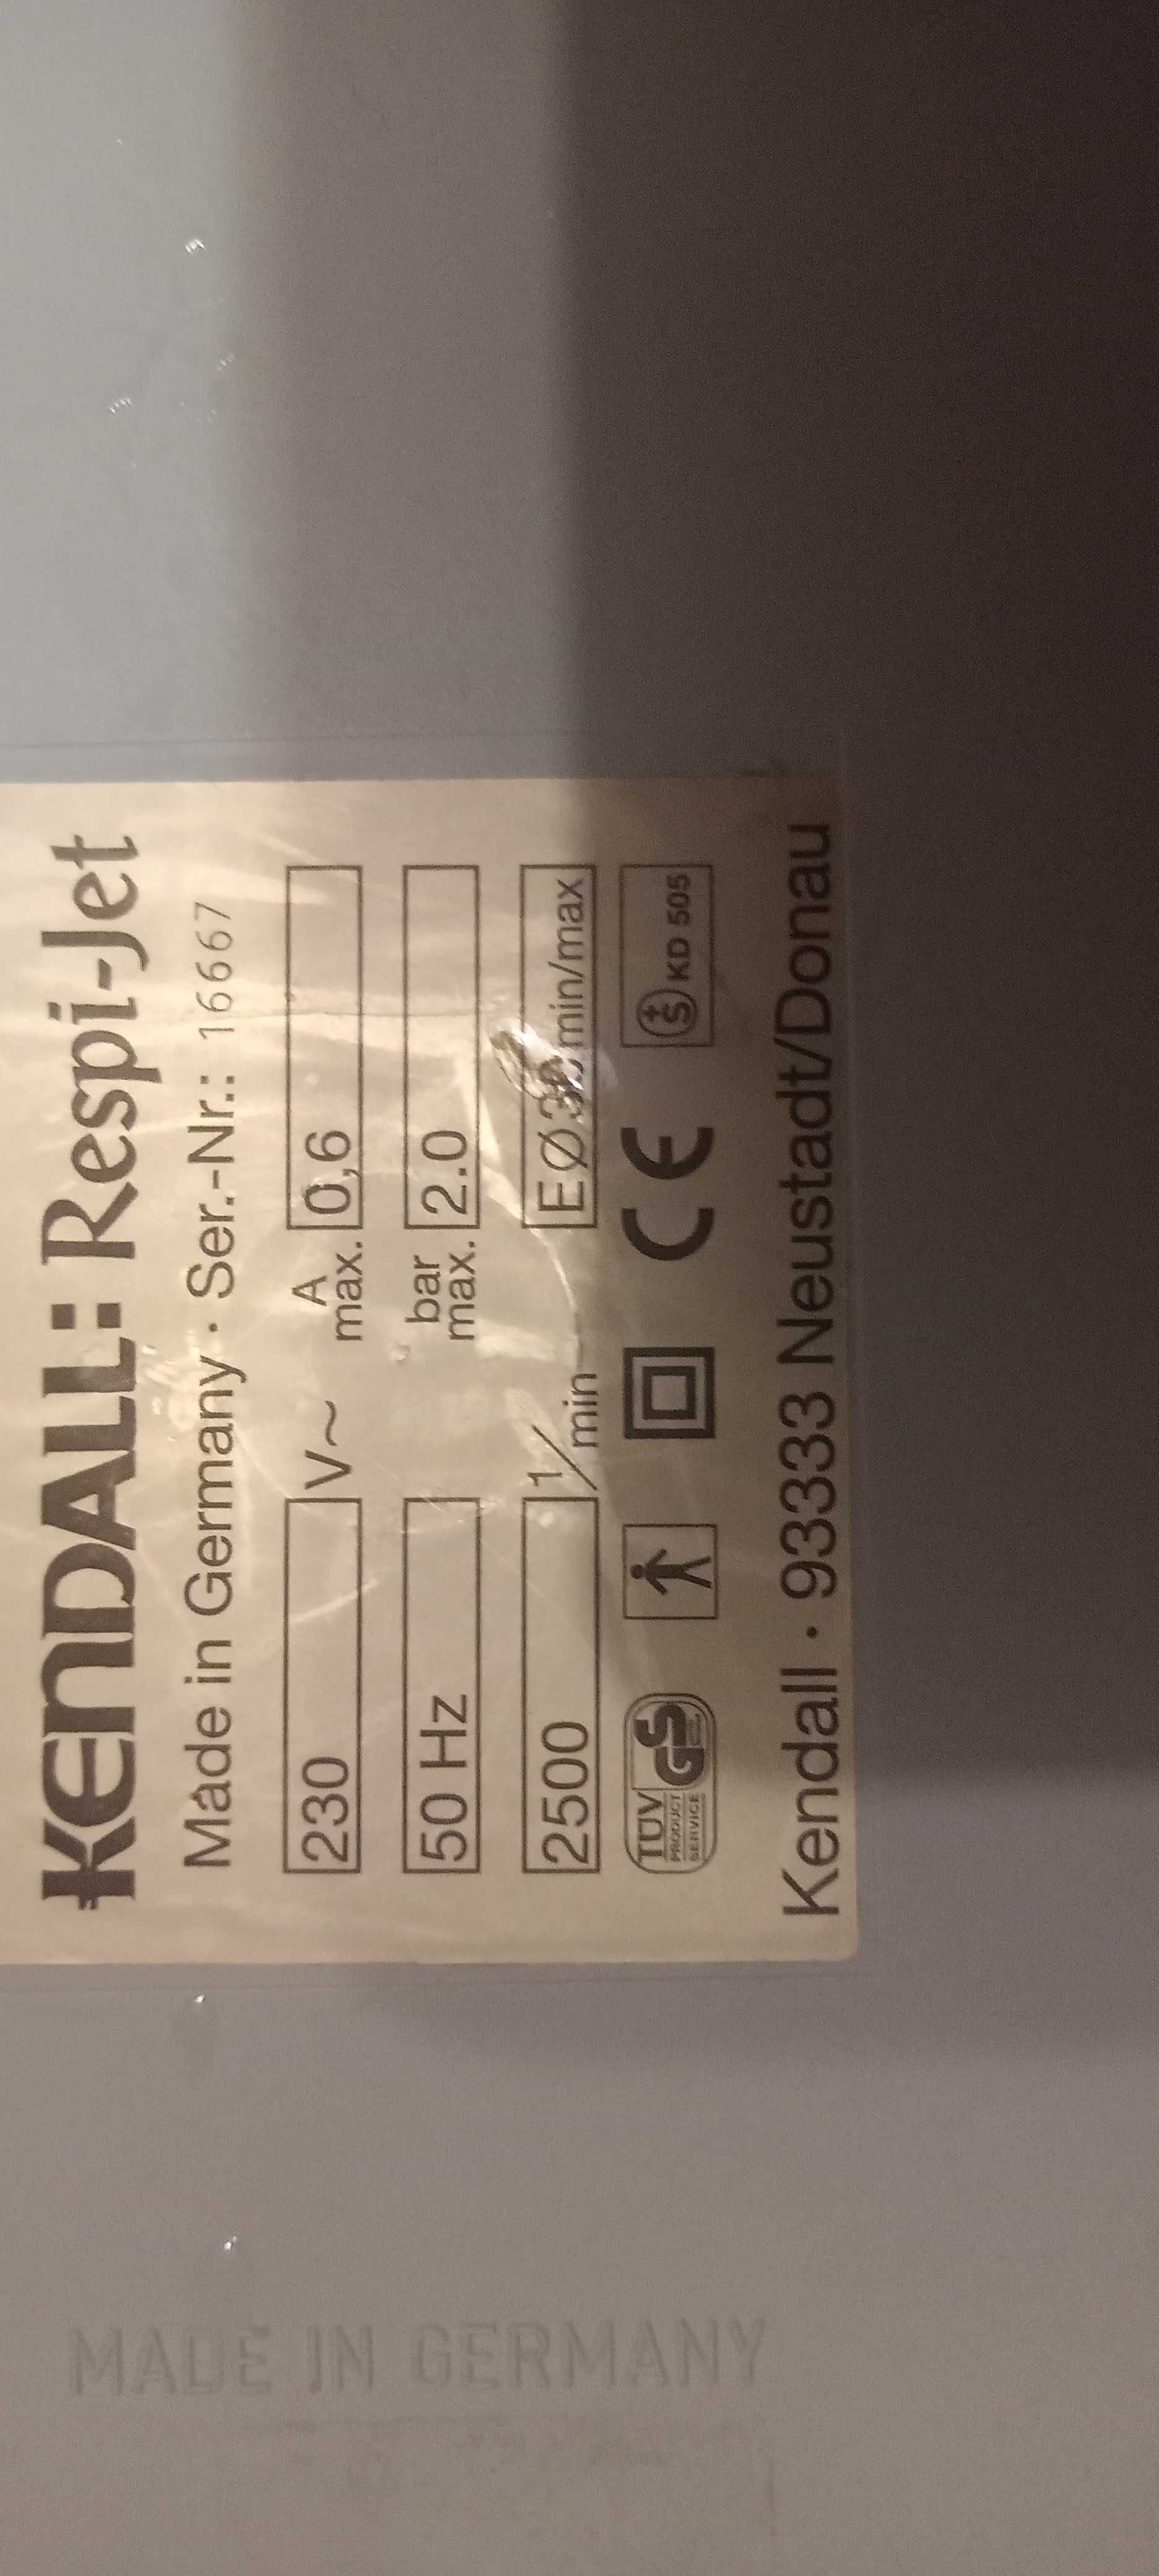 KENDALL: Respi-Jet
Made in Germany · Ser.-Nr.: 16667
230 V~ A max. 0,6
50 Hz bar max. 2.0
2500 1/min E Ø min/max
TÜV PRODUCT SERVICE GS CE S KD 505
Kendall · 93333 Neustadt/Donau
MADE IN GERMANY